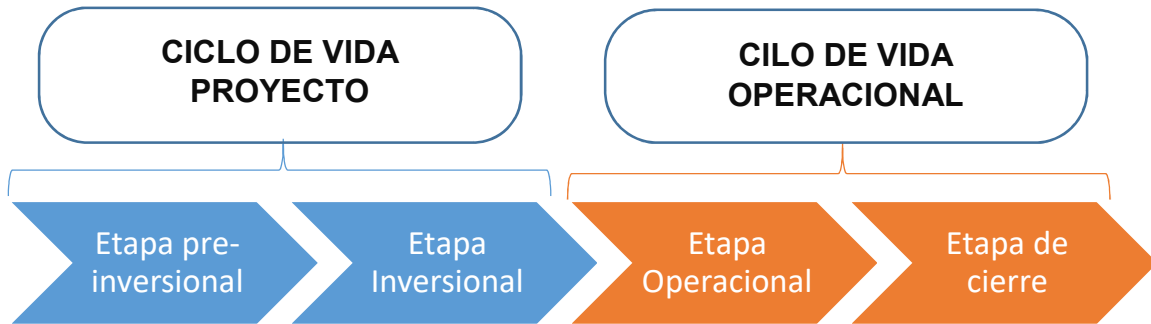 CICLO DE VIDA
PROYECTO
CILO DE VIDA
OPERACIONAL
Etapa pre-
inversional
Etapa
Inversional
Etapa
Operacional
Etapa de
cierre